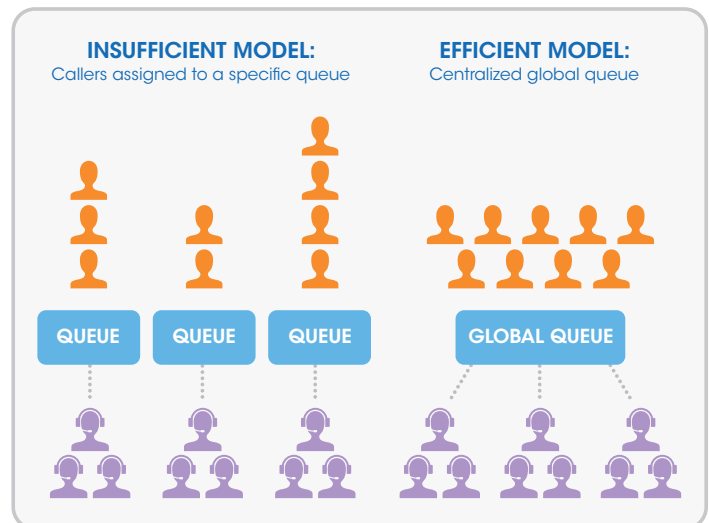 INSUFFICIENT MODEL:
Callers assigned to a specific queue
EFFICIENT MODEL:
Centralized global queue
QUEUE
QUEUE
QUEUE
GLOBAL QUEUE